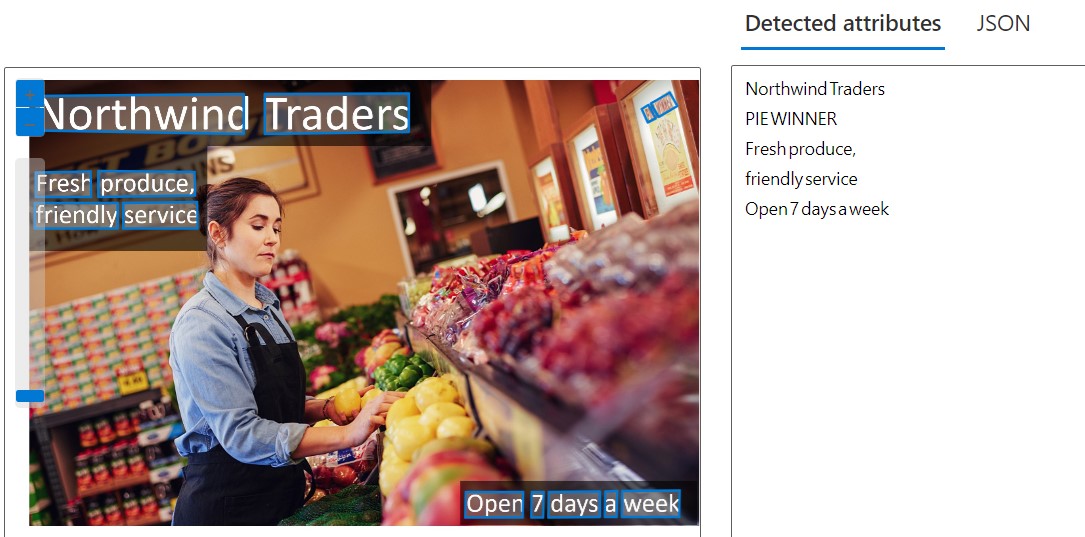 Detected attributes JSON
Northwind Traders
Fresh produce,
friendly service
Open 7 days a week
Northwind Traders
PIE WINNER
Fresh produce,
friendly service
Open 7 days a week